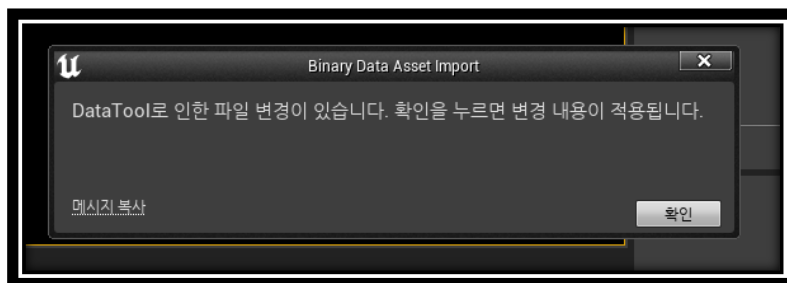 Binary Data Asset Import
DataTool로 인한 파일 변경이 있습니다. 확인을 누르면 변경 내용이 적용됩니다.
메시지 복사
확인